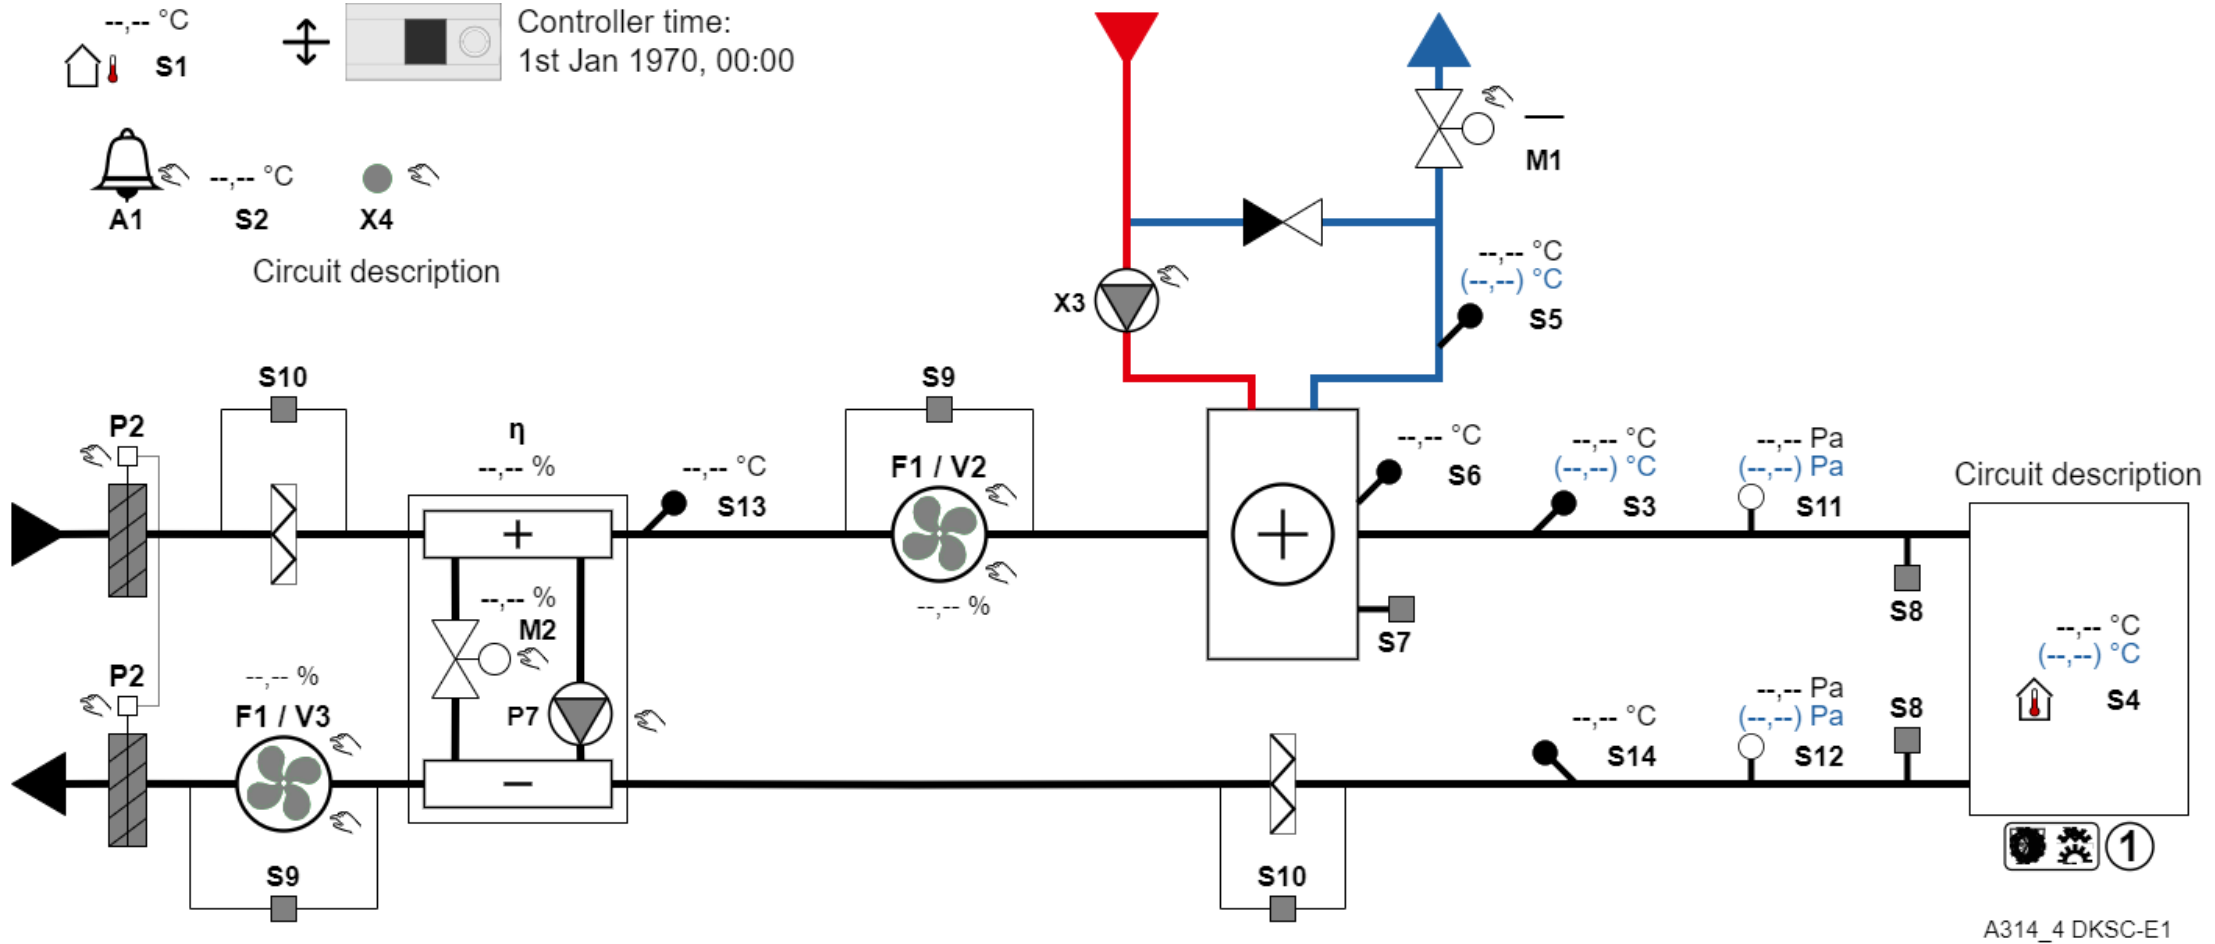 --,-- °C
S1
Controller time:
1st Jan 1970, 00:00
A1
--,-- °C
S2
X4
Circuit description
M1
--,-- °C
(--,--) °C
S5
X3
S10
S9
P2
η
--,-- %
--,-- °C
S13
F1 / V2
--,-- %
--,-- °C
S6
--,-- °C
(--,--) °C
S3
--,-- Pa
(--,--) Pa
S11
Circuit description
S8
S7
--,-- %
M2
P7
--,-- °C
(--,--) °C
S4
P2
--,-- %
F1 / V3
--,-- °C
S14
--,-- Pa
(--,--) Pa
S12
S8
S9
S10
1
A314_4 DKSC-E1